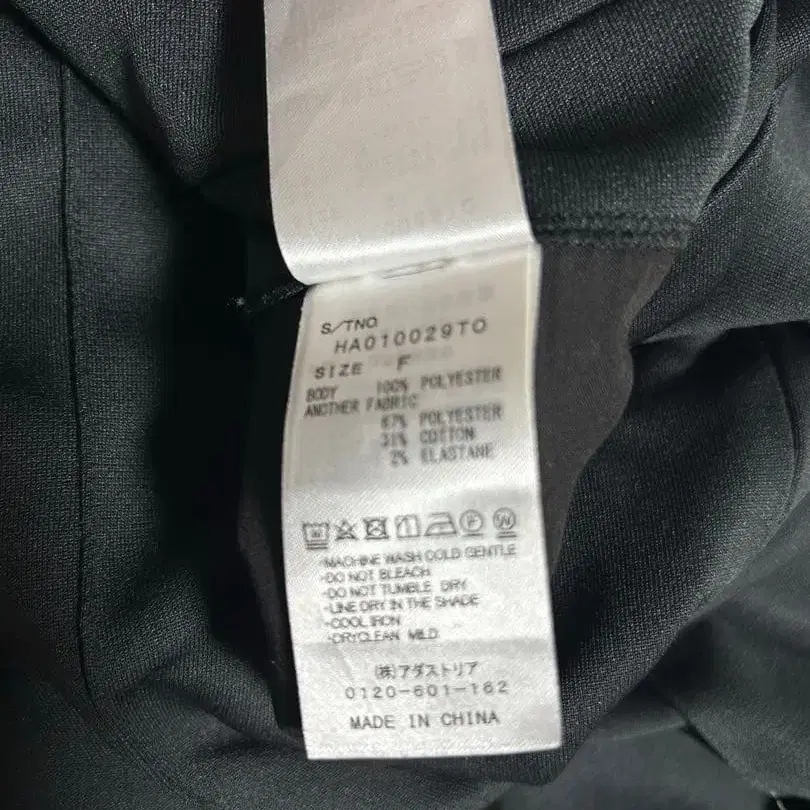 S/TNO
HA010029TO
SIZE F
BODY 100% POLYESTER
ANOTHER FABRIC
67% POLYESTER
31% COTTON
2% ELASTANE
·MACHINE WASH COLD GENTLE
·DO NOT BLEACH
·DO NOT TUMBLE DRY
·LINE DRY IN THE SHADE
·COOL IRON
·DRYCLEAN MILD
(株)アダストリア
0120-601-162
MADE IN CHINA